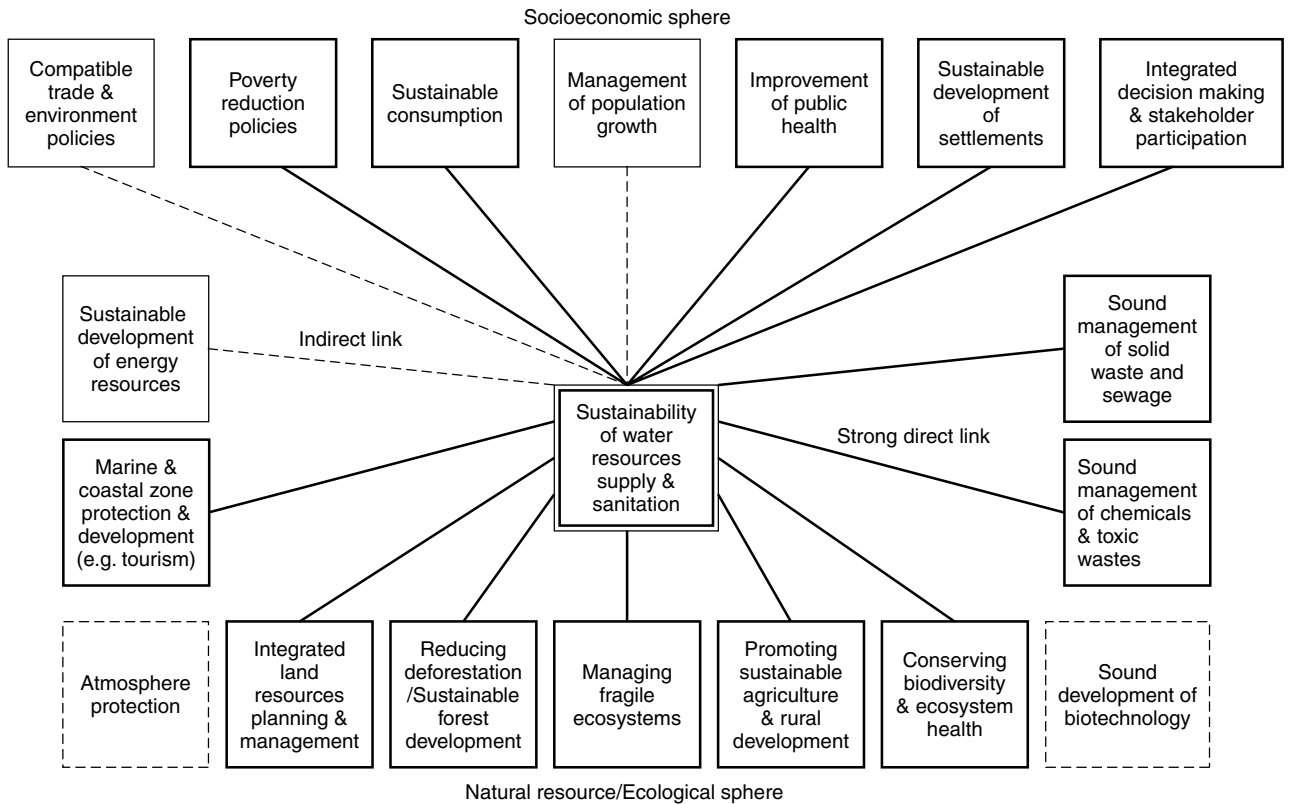 Socioeconomic sphere
Compatible
trade &
environment
policies
Poverty
reduction
policies
Sustainable
consumption
Management
of population
growth
Improvement
of public
health
Sustainable
development
of
settlements
Integrated
decision making
& stakeholder
participation
Sustainable
development
of energy
resources
Indirect link
Sound
management
of solid
waste and
sewage
Sustainability
of water
resources
supply &
sanitation
Strong direct link
Marine &
coastal zone
protection &
development
(e.g. tourism)
Sound
management
of chemicals
& toxic
wastes
Atmosphere
protection
Integrated
land
resources
planning &
management
Reducing
deforestation
/Sustainable
forest
development
Managing
fragile
ecosystems
Promoting
sustainable
agriculture
& rural
development
Conserving
biodiversity
& ecosystem
health
Sound
development of
biotechnology
Natural resource/Ecological sphere